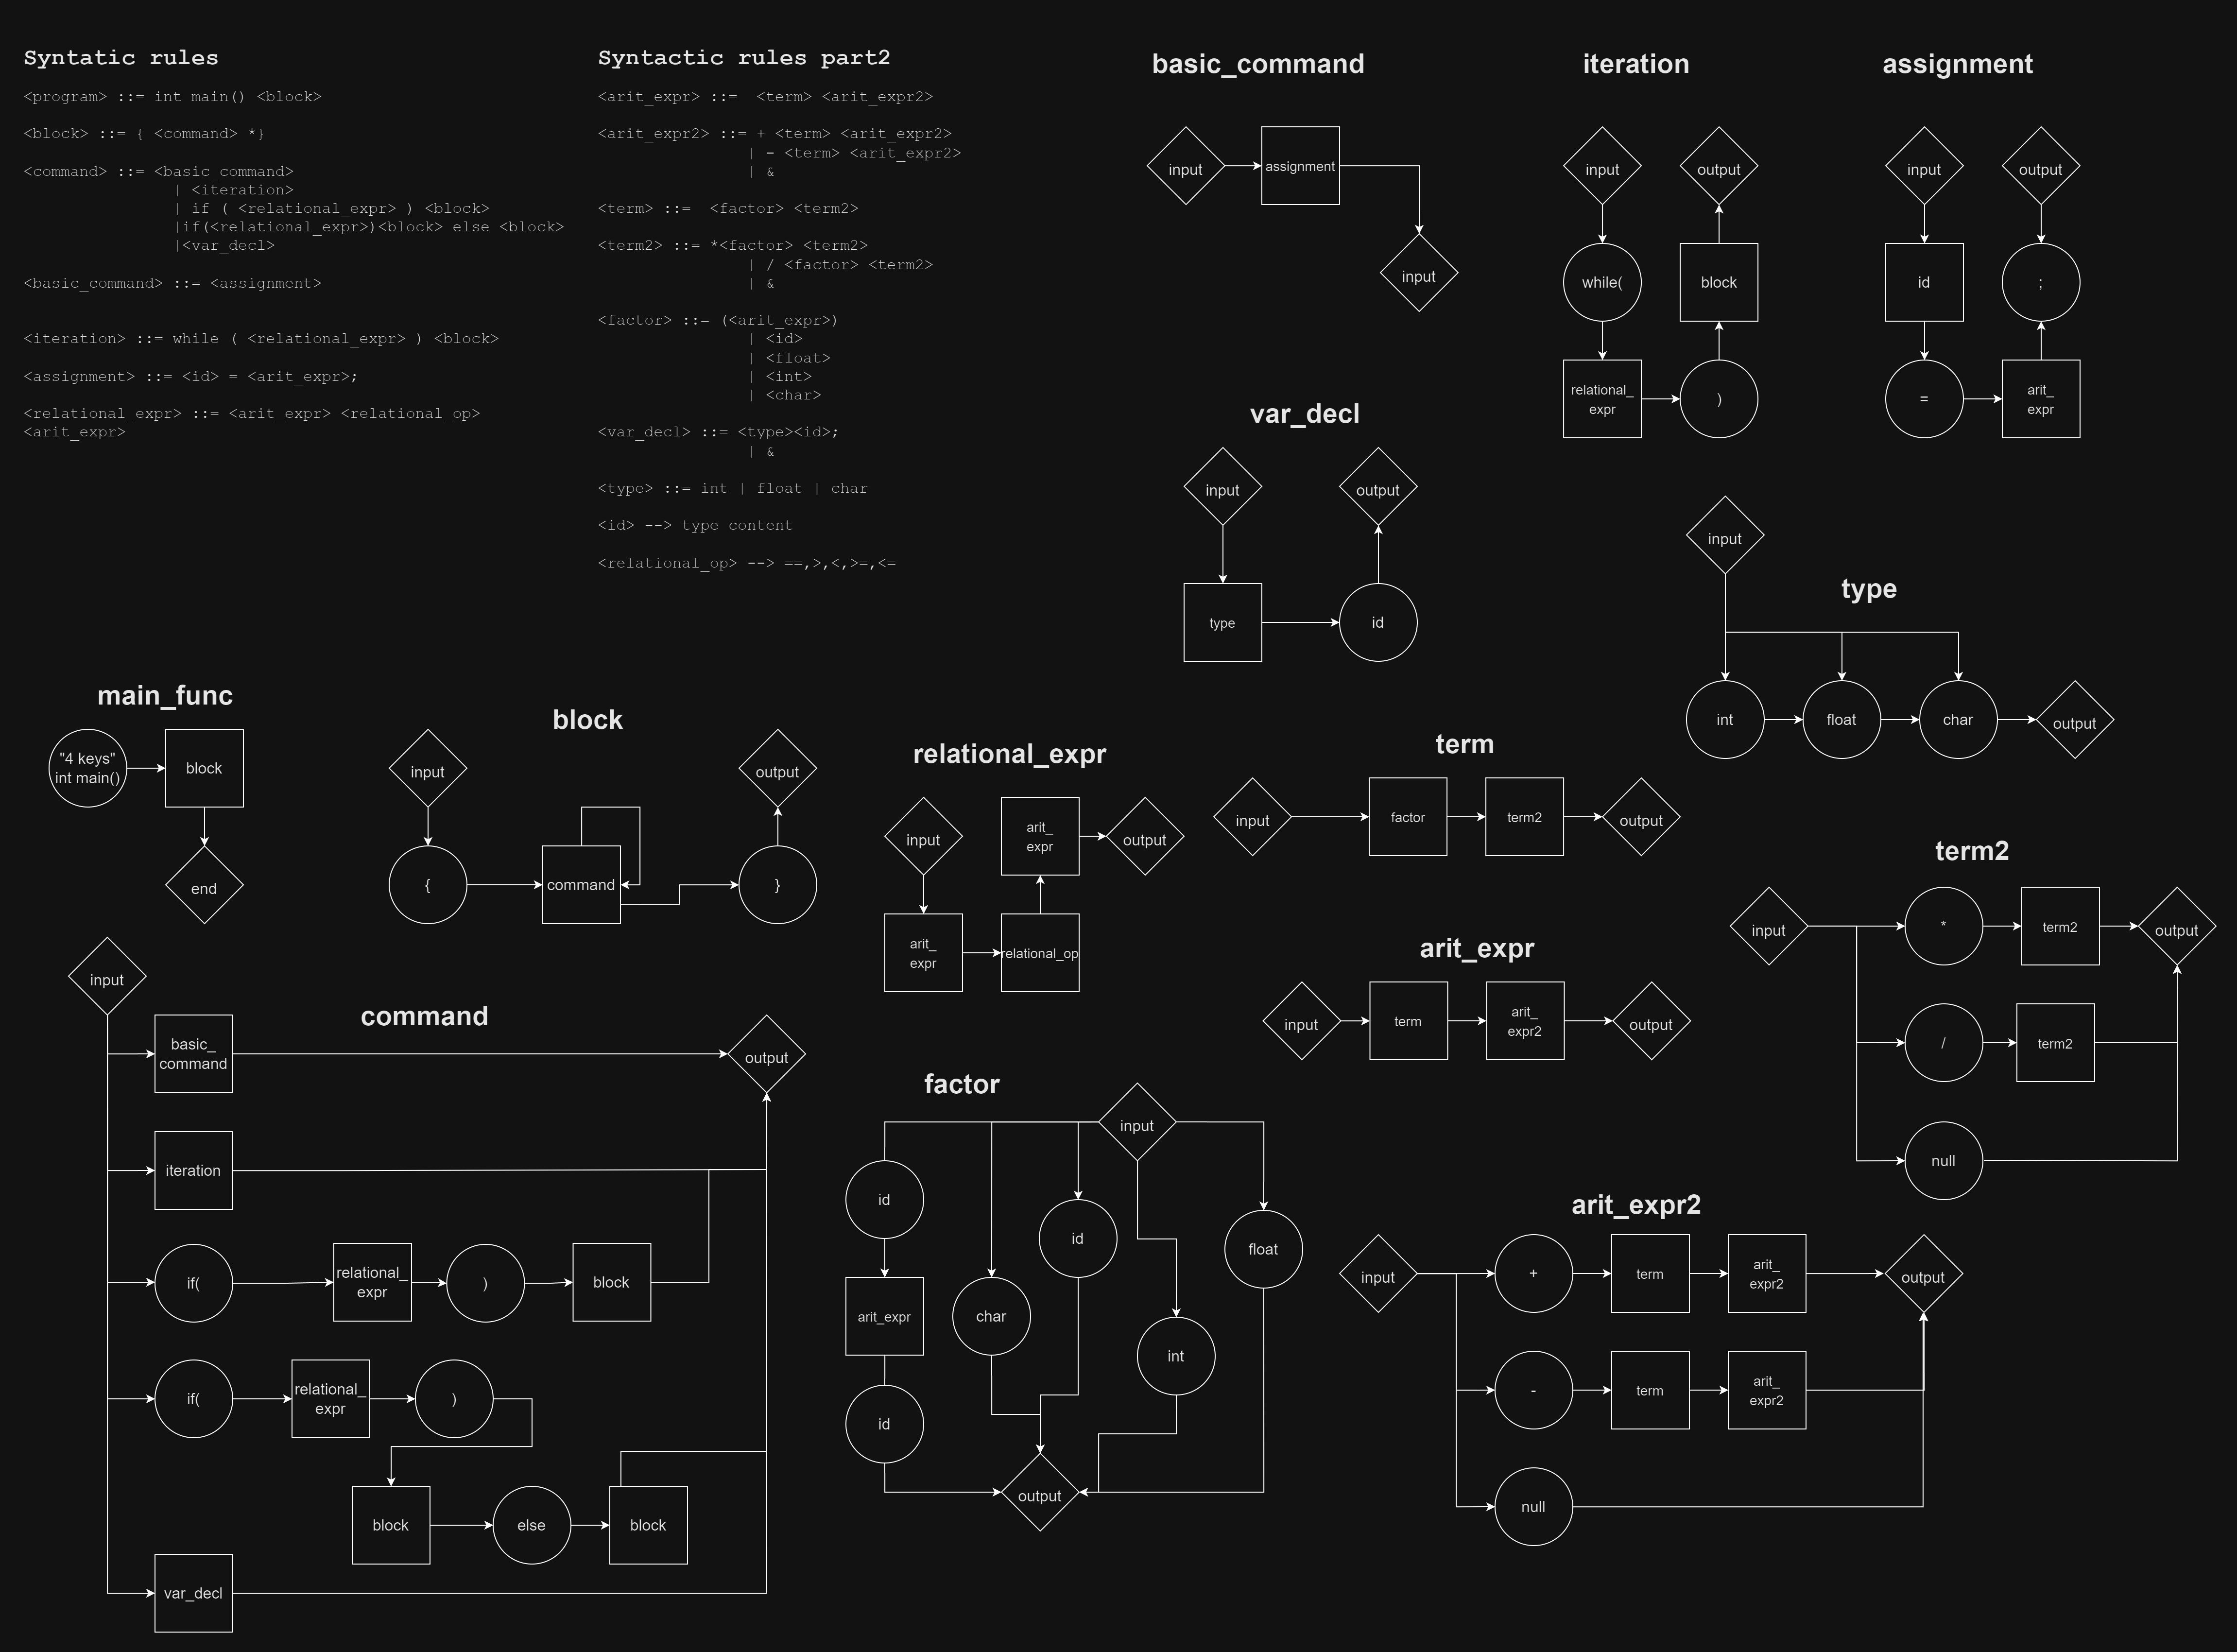 Syntatic rules
<program> ::= int main() <block>
<block> ::= { <command> *}
<command> ::= <basic_command>
| <iteration>
| if ( <relational_expr> ) <block>
|if(<relational_expr>)<block> else <block>
|<var_decl>
<basic_command> ::= <assignment>
<iteration> ::= while ( <relational_expr> ) <block>
<assignment> ::= <id> = <arit_expr>;
<relational_expr> ::= <arit_expr> <relational_op>
<arit_expr>
Syntactic rules part2
<arit_expr> ::=  <term> <arit_expr2>
<arit_expr2> ::= + <term> <arit_expr2>
| - <term> <arit_expr2>
| &
<term> ::=  <factor> <term2>
<term2> ::= *<factor> <term2>
| / <factor> <term2>
| &
<factor> ::= (<arit_expr>)
| <id>
| <float>
| <int>
| <char>
<var_decl> ::= <type><id>;
| &
<type> ::= int | float | char
<id> --> type content
<relational_op> --> ==,>,<,>=,<=
basic_command
input
assignment
input
iteration
input
output
while(
block
relational_
expr
)
assignment
input
output
id
;
=
arit_
expr
var_decl
input
output
type
id
input
type
int
float
char
output
main_func
"4 keys"
int main()
block
end
block
input
output
{
command
}
relational_expr
input
arit_
expr
output
arit_
expr
relational_op
term
input
factor
term2
output
term2
input
*
term2
output
/
term2
null
arit_expr
input
term
arit_
expr2
output
input
command
basic_
command
output
iteration
if(
relational_
expr
)
block
if(
relational_
expr
)
block
else
block
var_decl
factor
input
id
id
float
char
arit_expr
int
id
output
arit_expr2
input
+
term
arit_
expr2
output
-
term
arit_
expr2
null